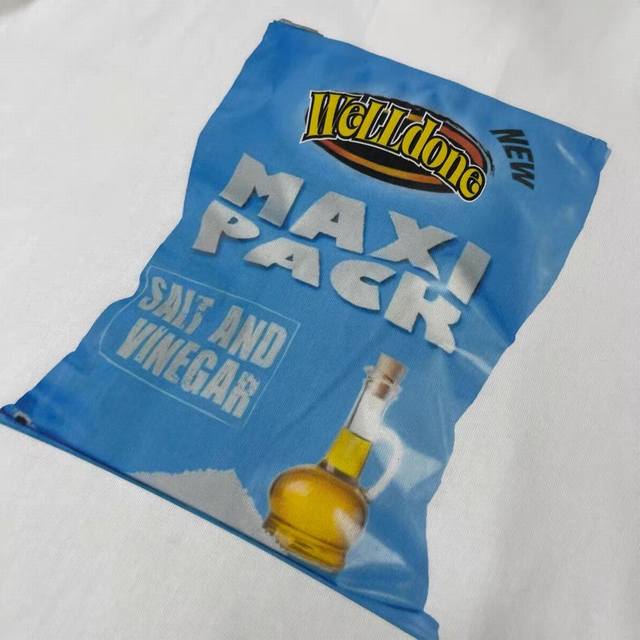 WELLdone
NEW
MAXI
PACK
SALT AND
VINEGAR